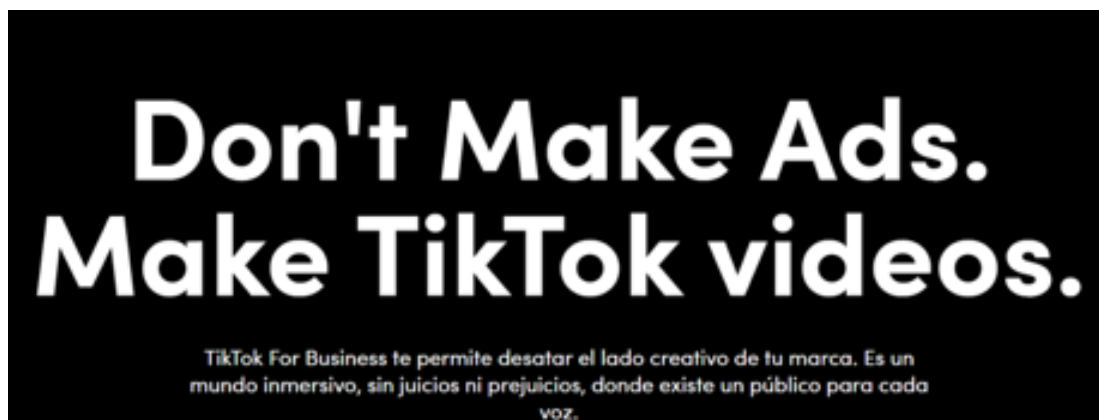 Don't Make Ads.
Make TikTok videos.
TikTok For Business te permite desatar el lado creativo de tu marca. Es un
mundo inmersivo, sin juicios ni prejuicios, donde existe un público para cada
voz.